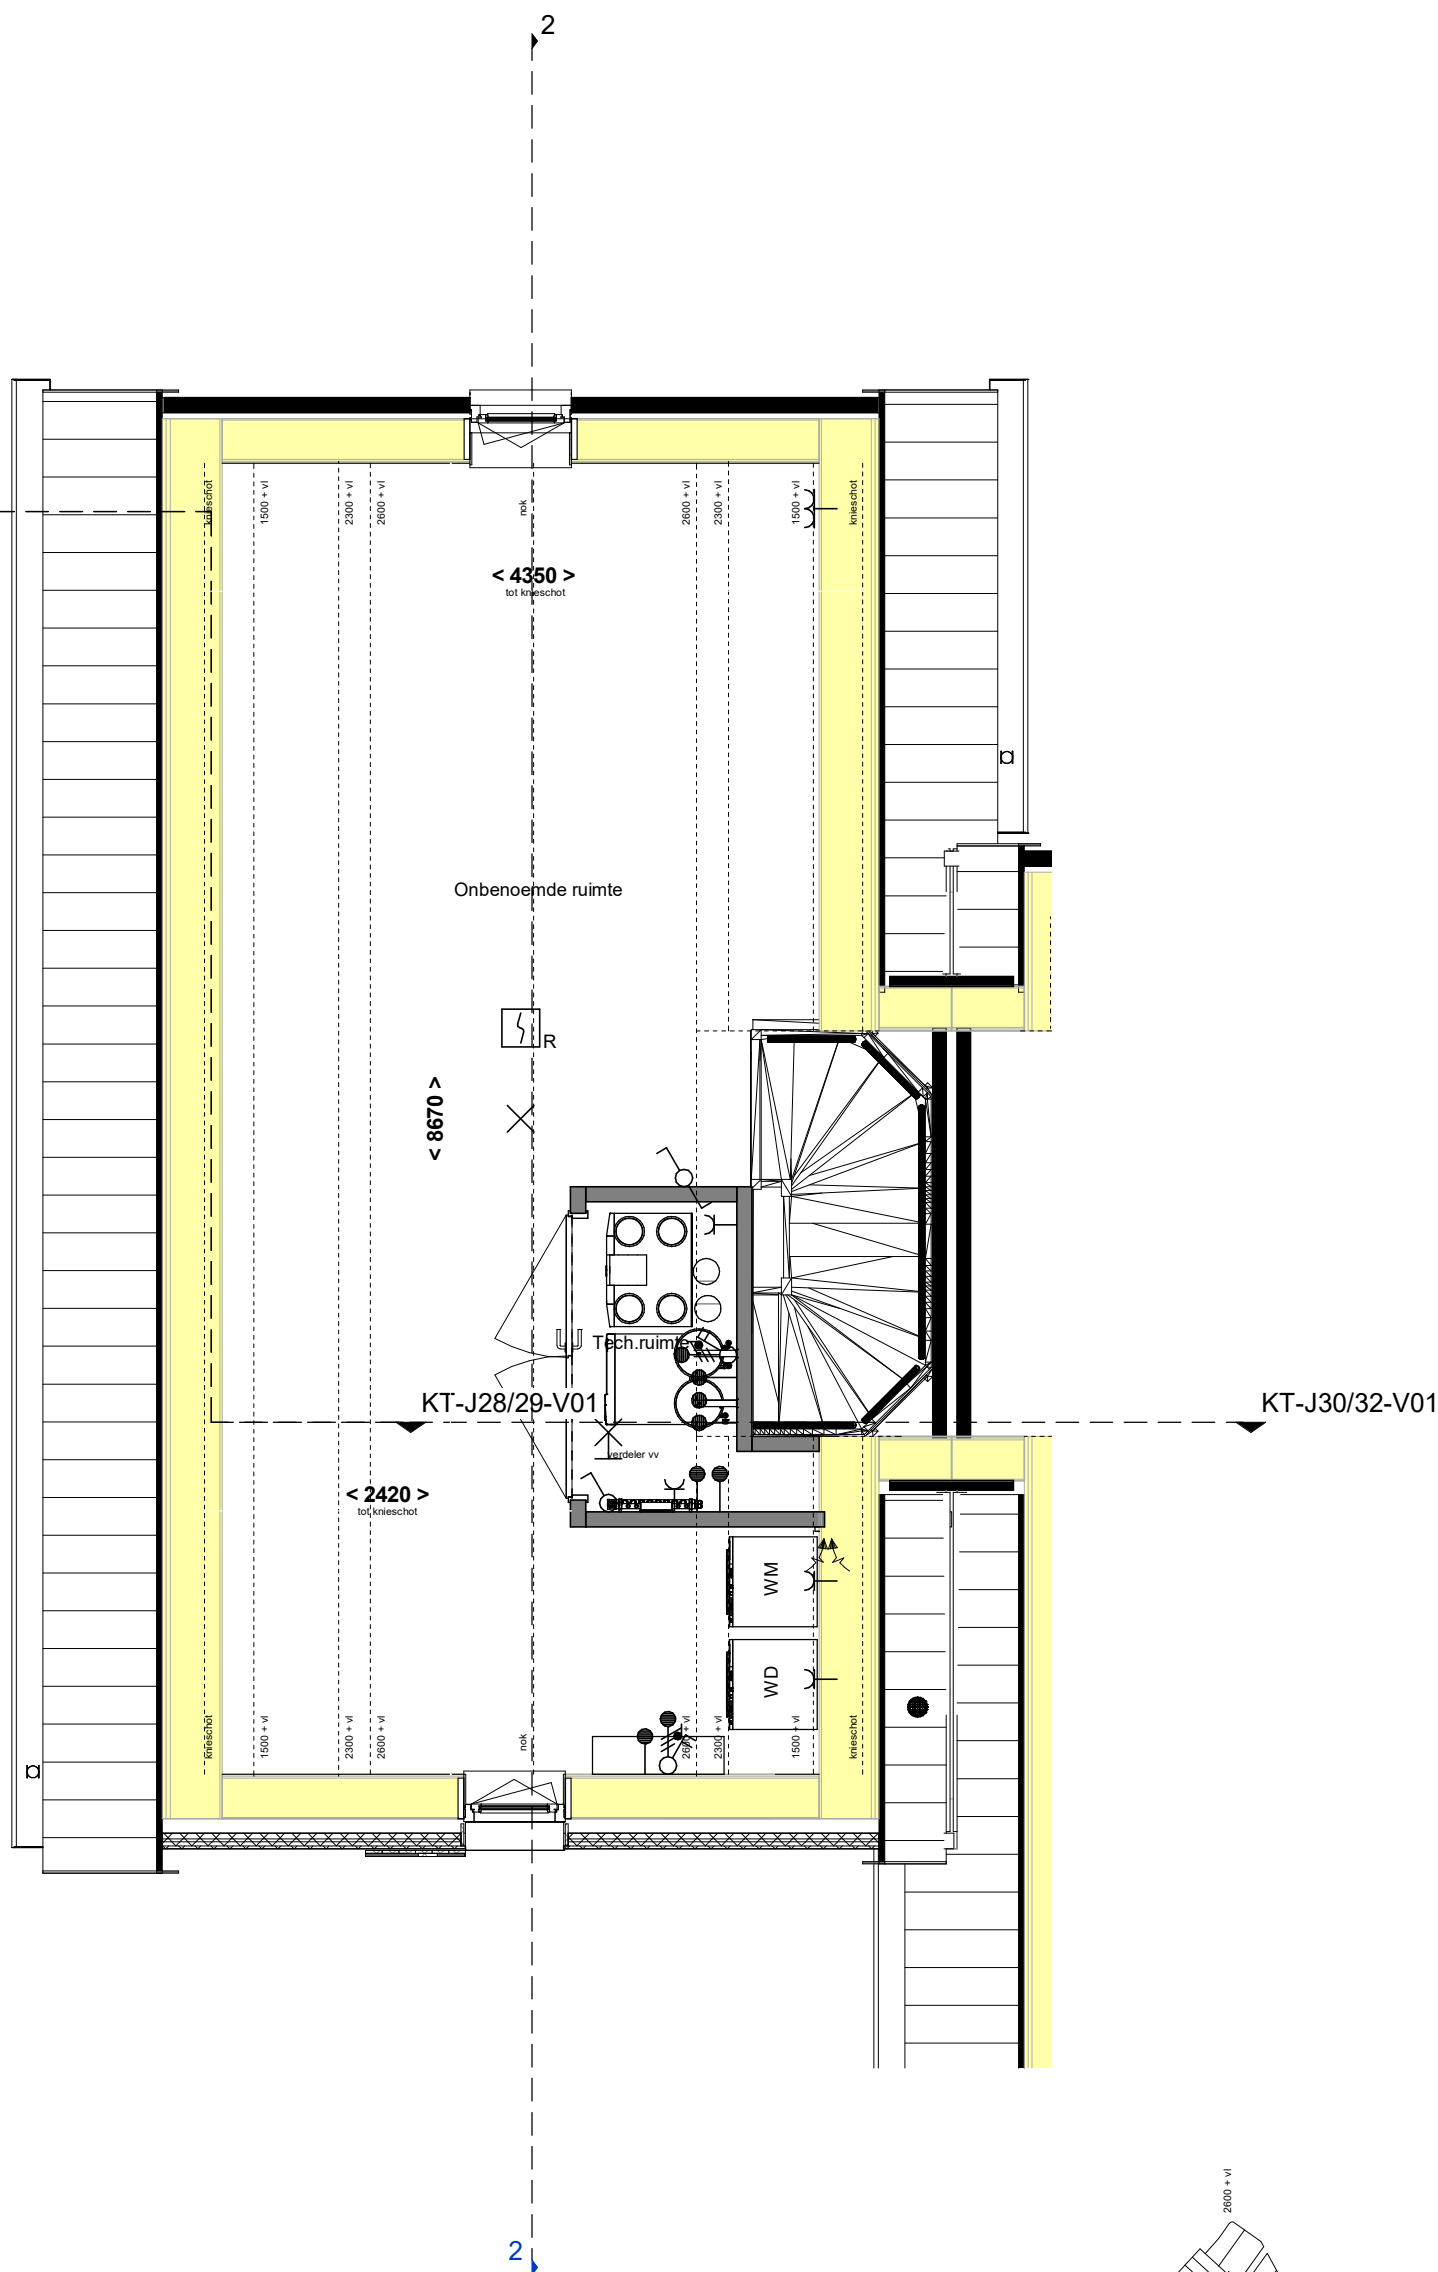 2
knieschot
1500 + vl
2300 + vl
2600 + vl
nok
2600 + vl
2300 + vl
1500 + vl
knieschot
< 4350 >
tot knieschot
Onbenoemde ruimte
R
< 8670 >
Tech.ruimte
KT-J28/29-V01
KT-J30/32-V01
verdeler vv
< 2420 >
tot knieschot
WM
WD
knieschot
1500 + vl
2300 + vl
2600 + vl
nok
2600 + vl
2300 + vl
1500 + vl
knieschot
2600 + vl
2